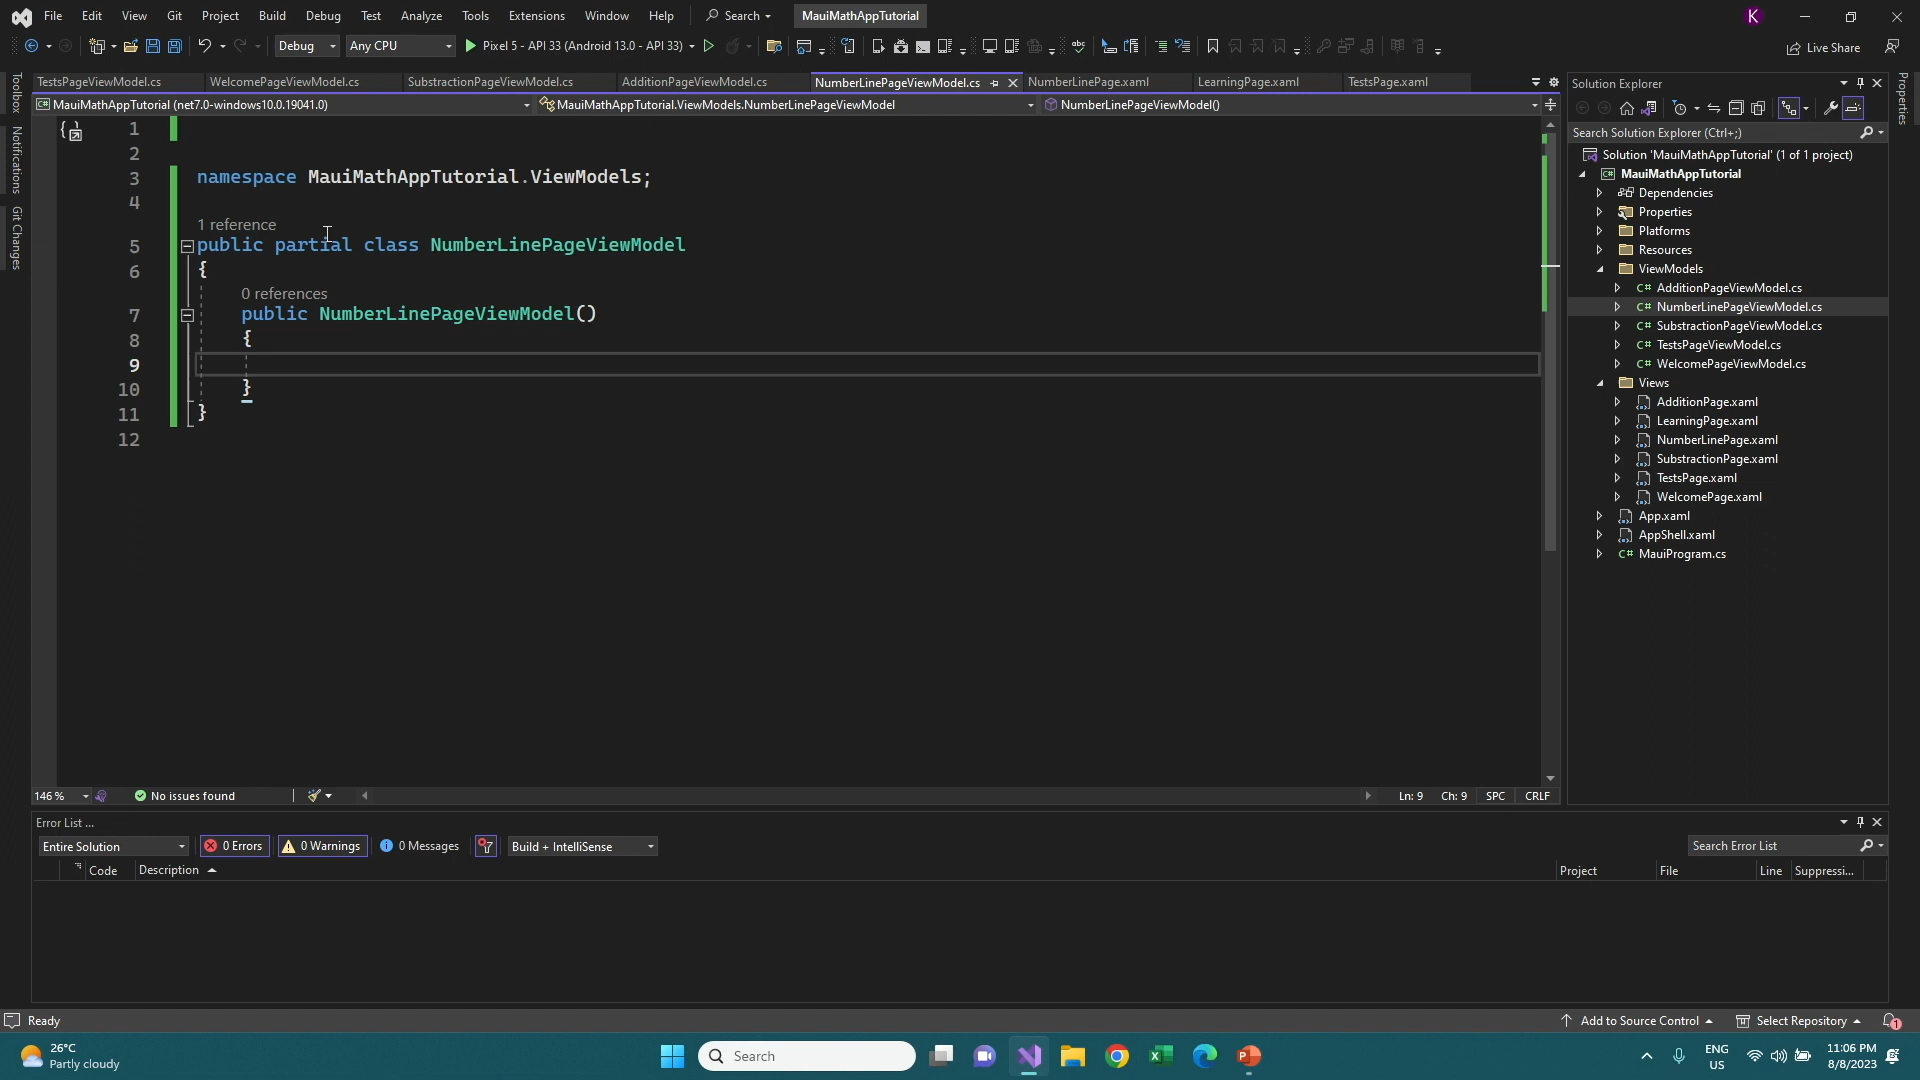 File Edit View Git Project Build Debug Test Analyze Tools Extensions Window Help Search MauiMathAppTutorial K
Debug Any CPU Pixel 5 - API 33 (Android 13.0 - API 33) Live Share
TestsPageViewModel.cs WelcomePageViewModel.cs SubstractionPageViewModel.cs AdditionPageViewModel.cs NumberLinePageViewModel.cs NumberLinePage.xaml LearningPage.xaml TestsPage.xaml
MauiMathAppTutorial (net7.0-windows10.0.19041.0) MauiMathAppTutorial.ViewModels.NumberLinePageViewModel NumberLinePageViewModel()
Toolbox
Notifications
Git Changes
1
2
3 namespace MauiMathAppTutorial.ViewModels;
4
1 reference
5 public partial class NumberLinePageViewModel
6 {
0 references
7 public NumberLinePageViewModel()
8 {
9
10 }
11 }
12
146 % No issues found Ln: 9 Ch: 9 SPC CRLF
Solution Explorer
Search Solution Explorer (Ctrl+;)
Solution 'MauiMathAppTutorial' (1 of 1 project)
MauiMathAppTutorial
Dependencies
Properties
Platforms
Resources
ViewModels
C# AdditionPageViewModel.cs
C# NumberLinePageViewModel.cs
C# SubstractionPageViewModel.cs
C# TestsPageViewModel.cs
C# WelcomePageViewModel.cs
Views
AdditionPage.xaml
LearningPage.xaml
NumberLinePage.xaml
SubstractionPage.xaml
TestsPage.xaml
WelcomePage.xaml
App.xaml
AppShell.xaml
C# MauiProgram.cs
Properties
Error List ...
Entire Solution 0 Errors 0 Warnings 0 Messages Build + IntelliSense Search Error List
Code Description Project File Line Suppressi...
Ready Add to Source Control Select Repository 1
26°C
Partly cloudy
Search
ENG
US
11:06 PM
8/8/2023